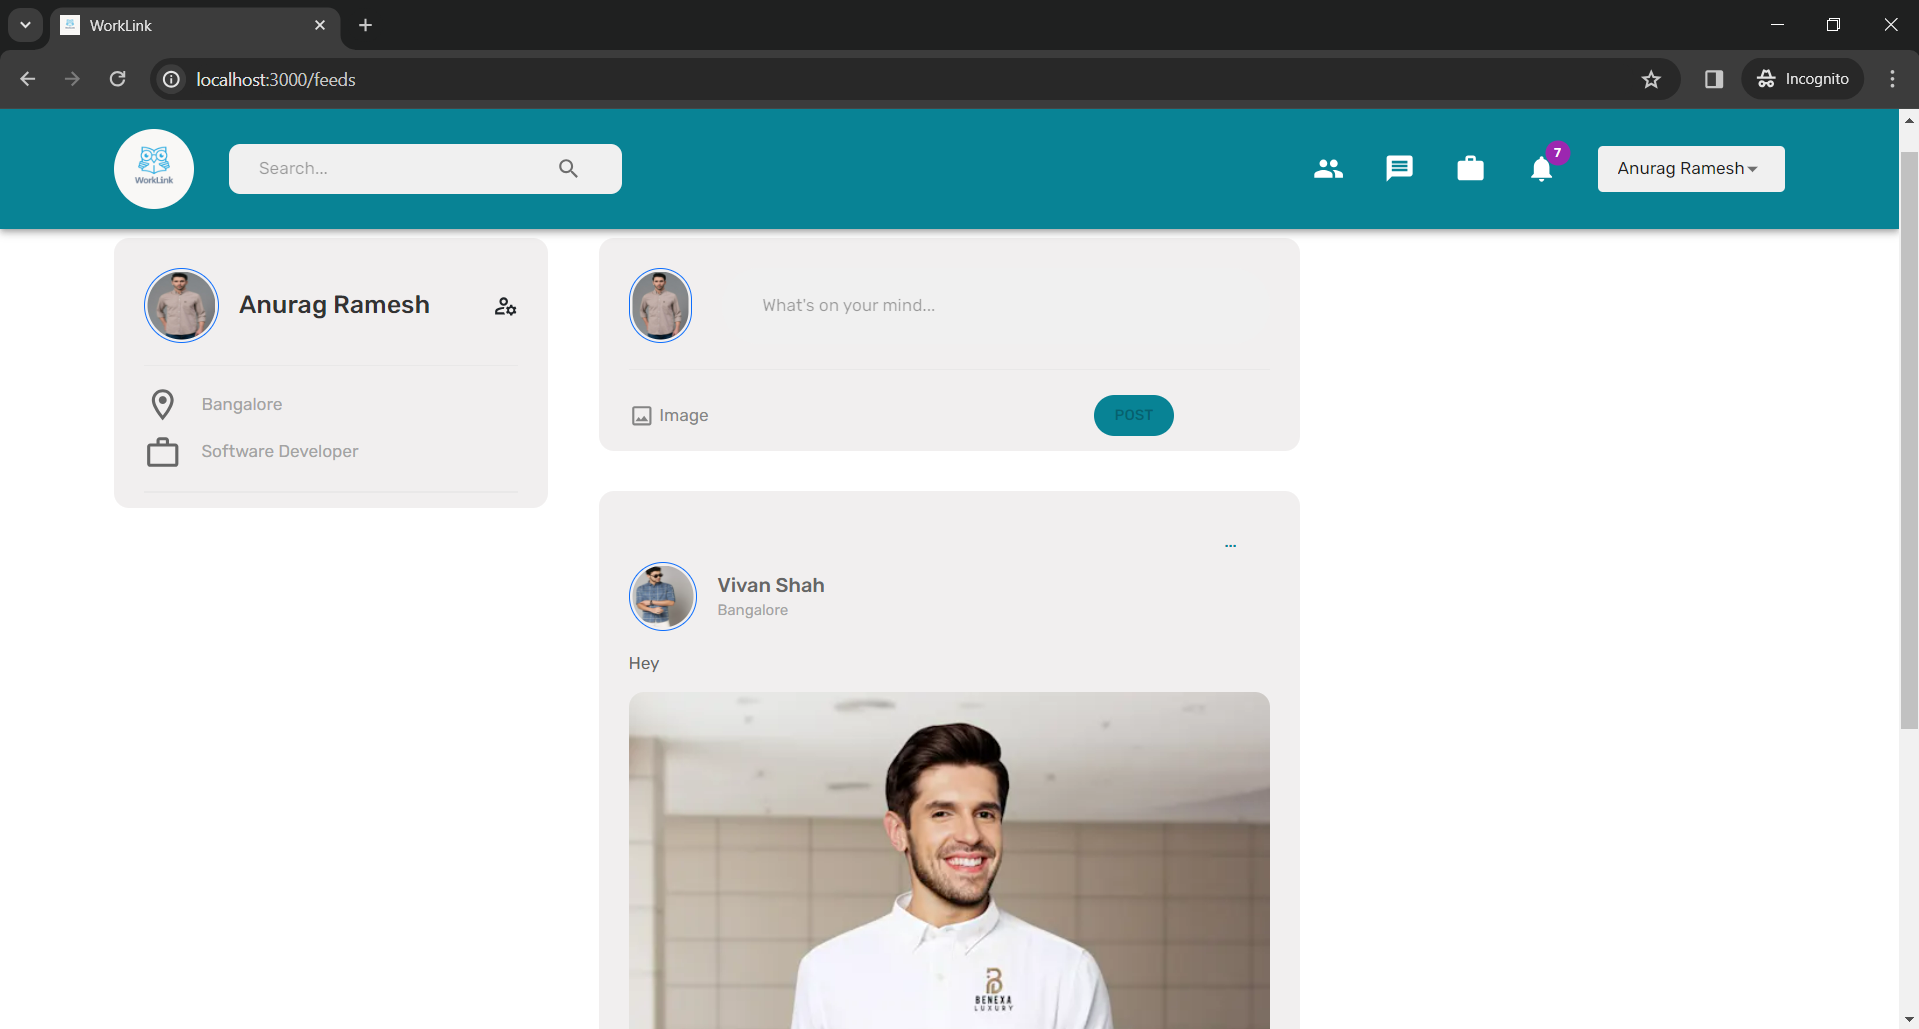 WorkLink
localhost:3000/feeds
Incognito
WorkLink
Search...
7
Anurag Ramesh
Anurag Ramesh
Bangalore
Software Developer
What's on your mind...
Image
POST
...
Vivan Shah
Bangalore
Hey
BENEXA
LUXURY